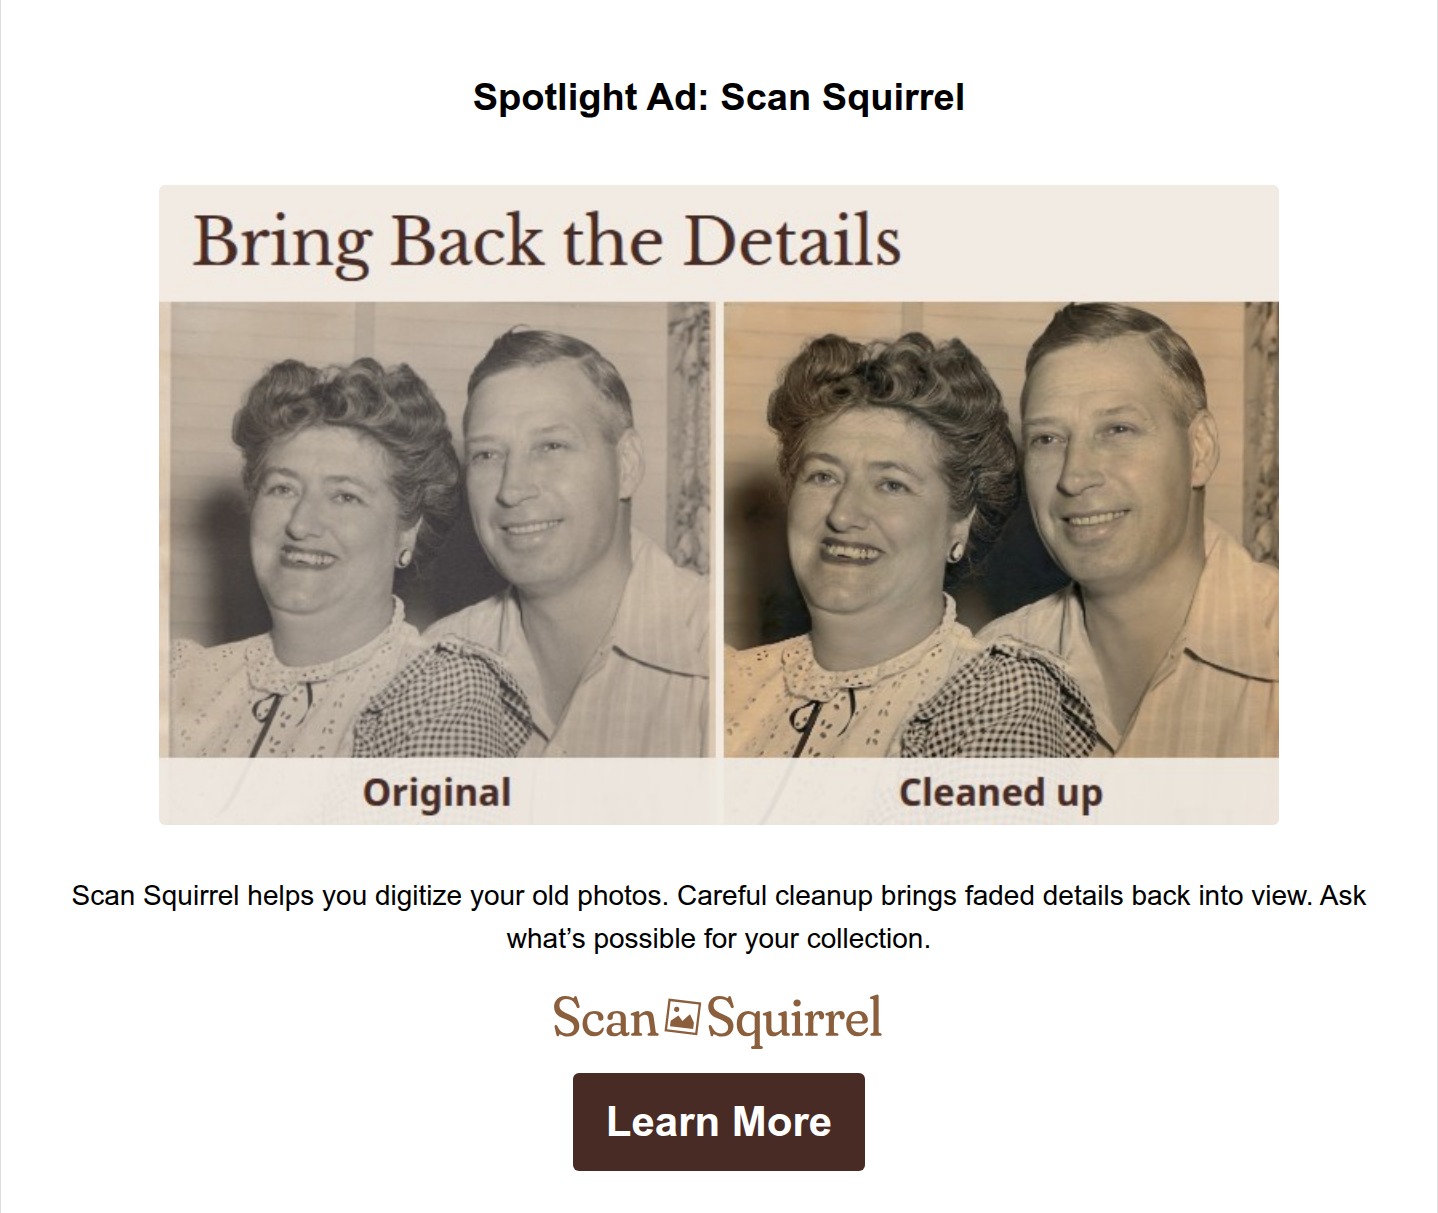 Spotlight Ad: Scan Squirrel
Bring Back the Details
Original
Cleaned up
Scan Squirrel helps you digitize your old photos. Careful cleanup brings faded details back into view. Ask
what’s possible for your collection.
Scan Squirrel
Learn More